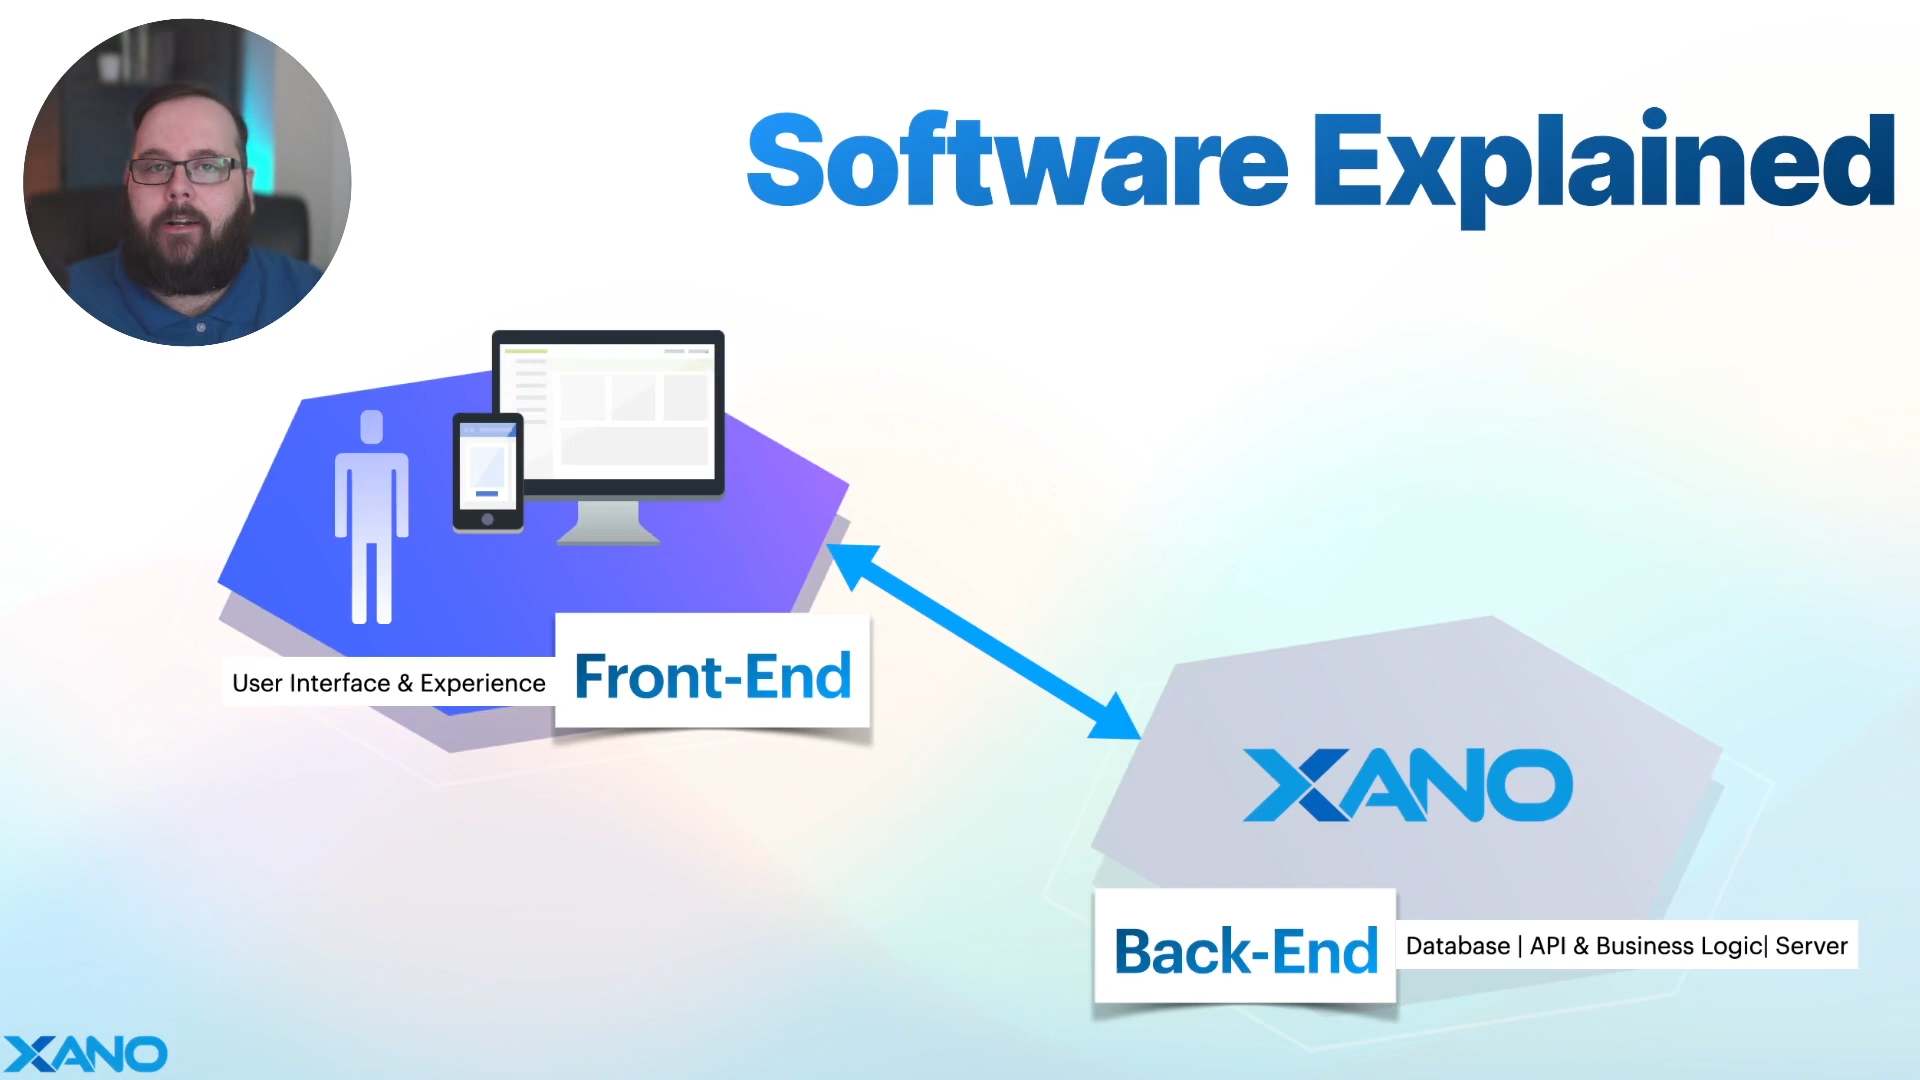 Software Explained
User Interface & Experience
Front-End
XANO
Back-End
Database | API & Business Logic| Server
XANO